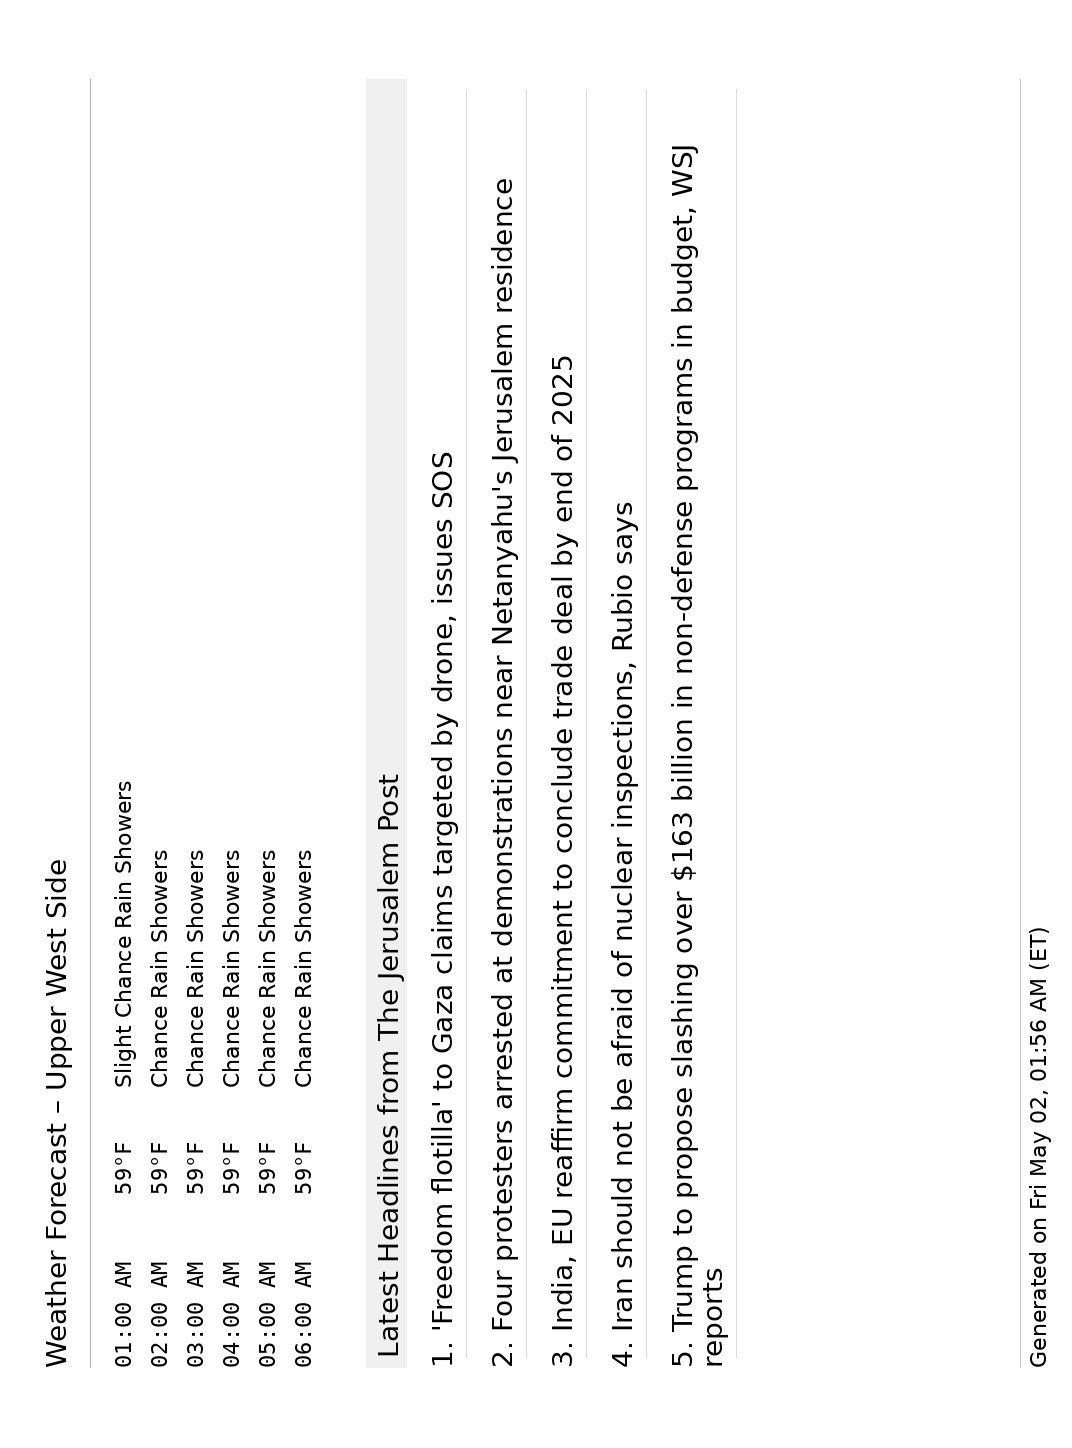 Weather Forecast – Upper West Side
01:00 AM 59°F Slight Chance Rain Showers
02:00 AM 59°F Chance Rain Showers
03:00 AM 59°F Chance Rain Showers
04:00 AM 59°F Chance Rain Showers
05:00 AM 59°F Chance Rain Showers
06:00 AM 59°F Chance Rain Showers
Latest Headlines from The Jerusalem Post
1. 'Freedom flotilla' to Gaza claims targeted by drone, issues SOS
2. Four protesters arrested at demonstrations near Netanyahu's Jerusalem residence
3. India, EU reaffirm commitment to conclude trade deal by end of 2025
4. Iran should not be afraid of nuclear inspections, Rubio says
5. Trump to propose slashing over $163 billion in non-defense programs in budget, WSJ
reports
Generated on Fri May 02, 01:56 AM (ET)